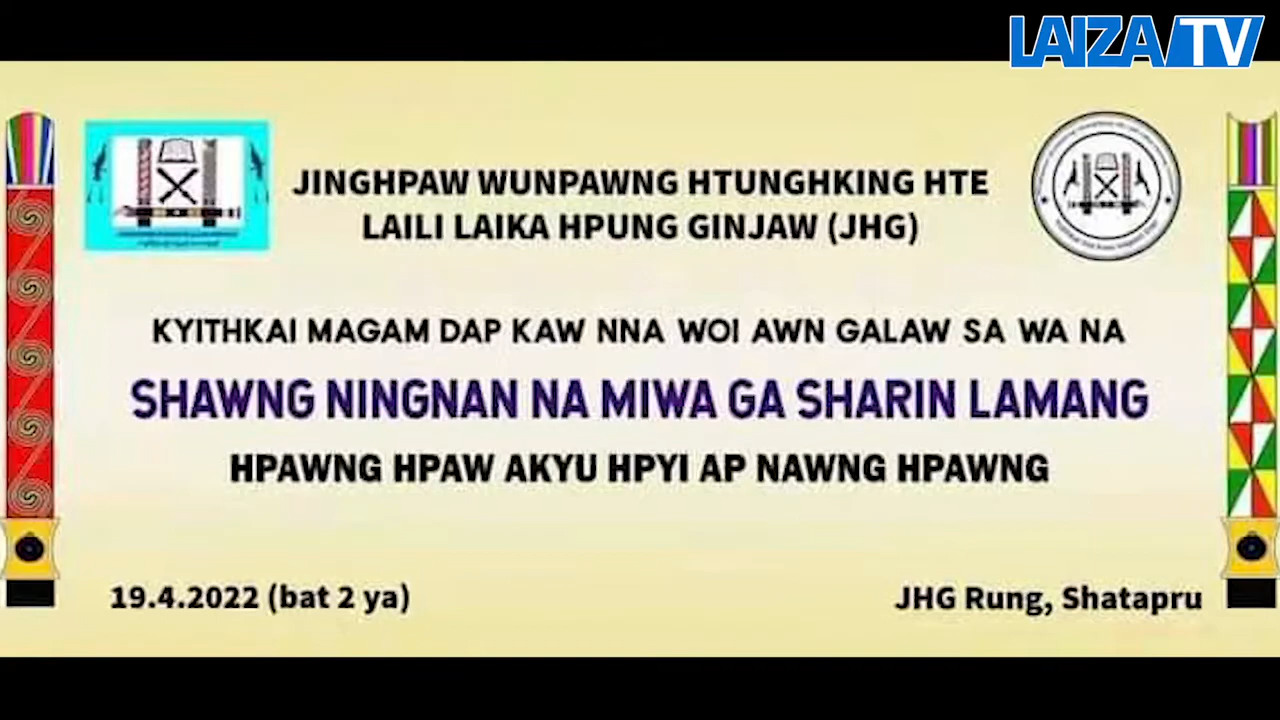 LAIZA TV
JINGHPAW WUNPAWNG HTUNGHKING HTE
LAILI LAIKA HPUNG GINJAW (JHG)
KYITHKAI MAGAM DAP KAW NNA WOI AWN GALAW SA WA NA
SHAWNG NINGNAN NA MIWA GA SHARIN LAMANG
HPAWNG HPAW AKYU HPYI AP NAWNG HPAWNG
19.4.2022 (bat 2 ya)
JHG Rung, Shatapru